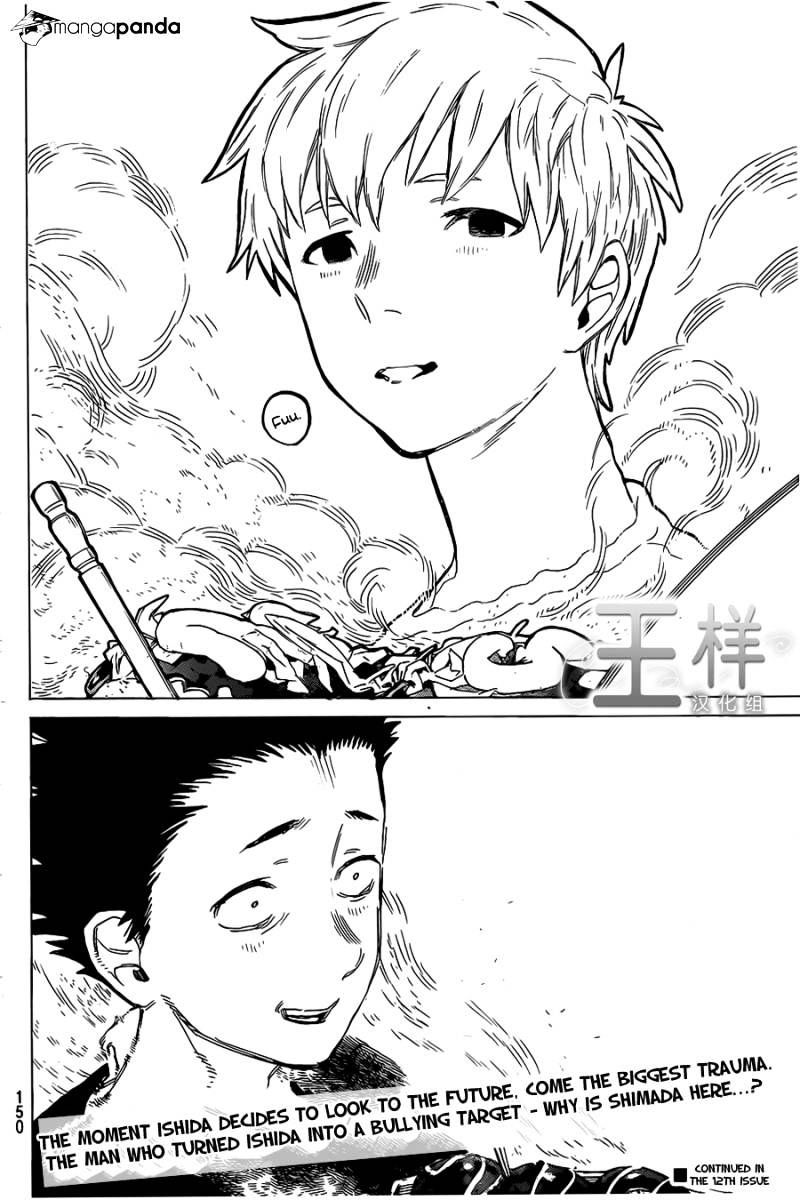 mangapanda
Fuu.
王样
汉化组
150
THE MOMENT ISHIDA DECIDES TO LOOK TO THE FUTURE, COME THE BIGGEST TRAUMA.
THE MAN WHO TURNED ISHIDA INTO A BULLYING TARGET - WHY IS SHIMADA HERE...?
CONTINUED IN
THE 12TH ISSUE